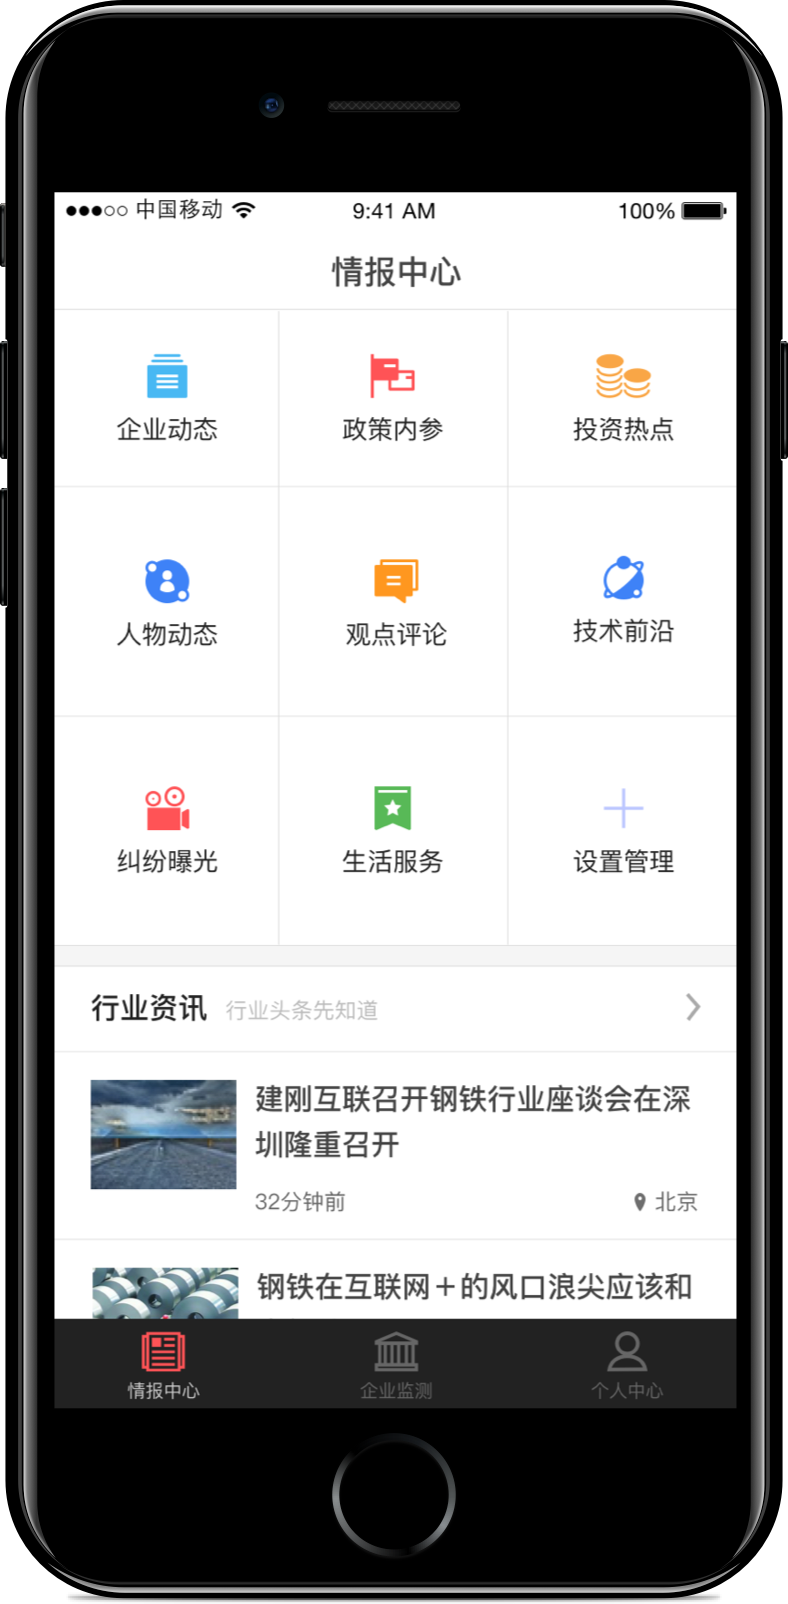 中国移动 9:41 AM 100%
情报中心
企业动态 政策内参 投资热点
人物动态 观点评论 技术前沿
纠纷曝光 生活服务 设置管理
行业资讯 行业头条先知道
建刚互联召开钢铁行业座谈会在深
圳隆重召开
32分钟前 北京
钢铁在互联网＋的风口浪尖应该和
情报中心 企业监测 个人中心